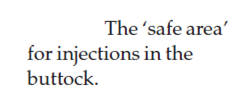 The ‘safe area’
for injections in the
buttock.